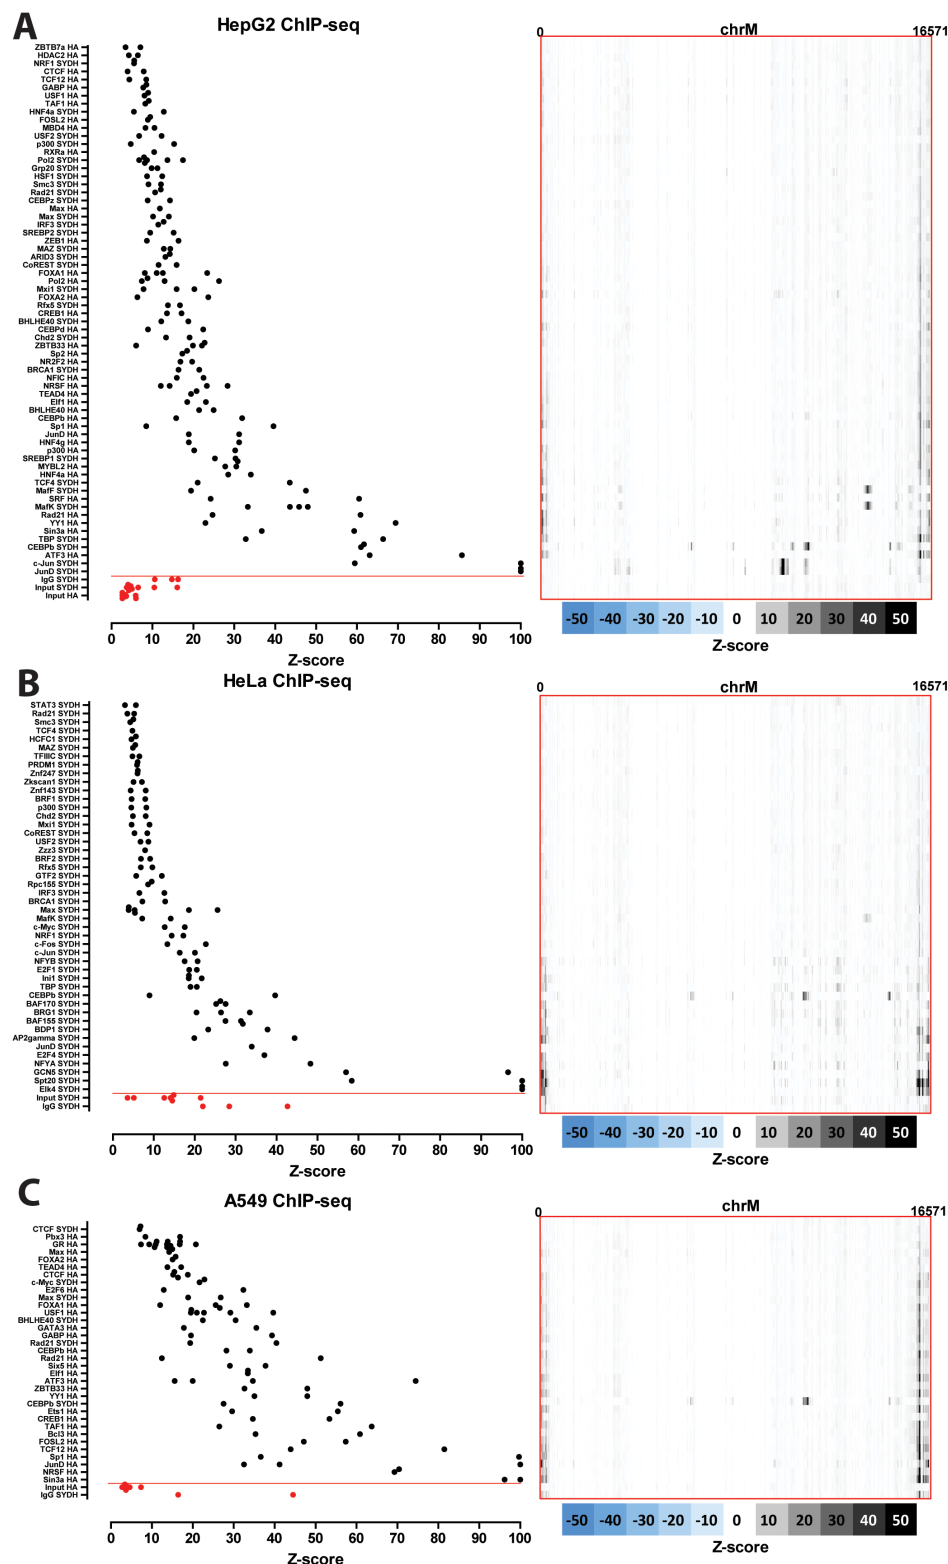 A
HepG2 ChIP-seq
0
chrM
16571
ZBTB7a HA
HDAC2 HA
NRF1 SYDH
CTCF HA
TCF12 HA
GABP HA
USF1 HA
TAF1 HA
HNF4a SYDH
FOSL2 HA
MBD4 HA
USF2 SYDH
p300 SYDH
RXRa HA
Pol2 SYDH
Grp20 SYDH
HSF1 SYDH
Smc3 SYDH
Rad21 SYDH
CEBPz SYDH
Max HA
Max SYDH
IRF3 SYDH
SREBP2 SYDH
ZEB1 HA
MAZ SYDH
ARID3 SYDH
CoREST SYDH
FOXA1 HA
Pol2 HA
Mxi1 SYDH
FOXA2 HA
Rfx5 SYDH
CREB1 HA
BHLHE40 SYDH
CEBPd HA
Chd2 SYDH
ZBTB33 HA
Sp2 HA
NR2F2 HA
BRCA1 SYDH
NFIC HA
NRSF HA
TEAD4 HA
Elf1 HA
BHLHE40 HA
CEBPb HA
Sp1 HA
JunD HA
HNF4g HA
p300 HA
SREBP1 SYDH
MYBL2 HA
HNF4a HA
TCF4 SYDH
MafF SYDH
SRF HA
MafK SYDH
Rad21 HA
YY1 HA
Sin3a HA
TBP SYDH
CEBPb SYDH
ATF3 HA
c-Jun SYDH
JunD SYDH
IgG SYDH
Input SYDH
Input HA
0 10 20 30 40 50 60 70 80 90 100
Z-score
-50 -40 -30 -20 -10 0 10 20 30 40 50
Z-score
B
HeLa ChIP-seq
0
chrM
16571
STAT3 SYDH
Rad21 SYDH
Smc3 SYDH
TCF4 SYDH
HCFC1 SYDH
MAZ SYDH
TFIIIC SYDH
PRDM1 SYDH
Znf247 SYDH
Zkscan1 SYDH
Znf143 SYDH
BRF1 SYDH
p300 SYDH
Chd2 SYDH
Mxi1 SYDH
CoREST SYDH
USF2 SYDH
Zzz3 SYDH
BRF2 SYDH
Rfx5 SYDH
GTF2 SYDH
Rpc155 SYDH
IRF3 SYDH
BRCA1 SYDH
Max SYDH
MafK SYDH
c-Myc SYDH
NRF1 SYDH
c-Fos SYDH
c-Jun SYDH
NFYB SYDH
E2F1 SYDH
Ini1 SYDH
TBP SYDH
CEBPb SYDH
BAF170 SYDH
BRG1 SYDH
BAF155 SYDH
BDP1 SYDH
AP2gamma SYDH
JunD SYDH
E2F4 SYDH
NFYA SYDH
GCN5 SYDH
Spt20 SYDH
Elk4 SYDH
Input SYDH
IgG SYDH
0 10 20 30 40 50 60 70 80 90 100
Z-score
-50 -40 -30 -20 -10 0 10 20 30 40 50
Z-score
C
A549 ChIP-seq
0
chrM
16571
CTCF SYDH
Pbx3 HA
GR HA
Max HA
FOXA2 HA
TEAD4 HA
CTCF HA
c-Myc SYDH
E2F6 HA
Max SYDH
FOXA1 HA
USF1 HA
BHLHE40 SYDH
GATA3 HA
GABP HA
Rad21 SYDH
CEBPb HA
Rad21 HA
Six5 HA
Elf1 HA
ATF3 HA
ZBTB33 HA
YY1 HA
CEBPb SYDH
Ets1 HA
CREB1 HA
TAF1 HA
Bcl3 HA
FOSL2 HA
TCF12 HA
Sp1 HA
JunD HA
NRSF HA
Sin3a HA
Input HA
IgG SYDH
0 10 20 30 40 50 60 70 80 90 100
Z-score
-50 -40 -30 -20 -10 0 10 20 30 40 50
Z-score